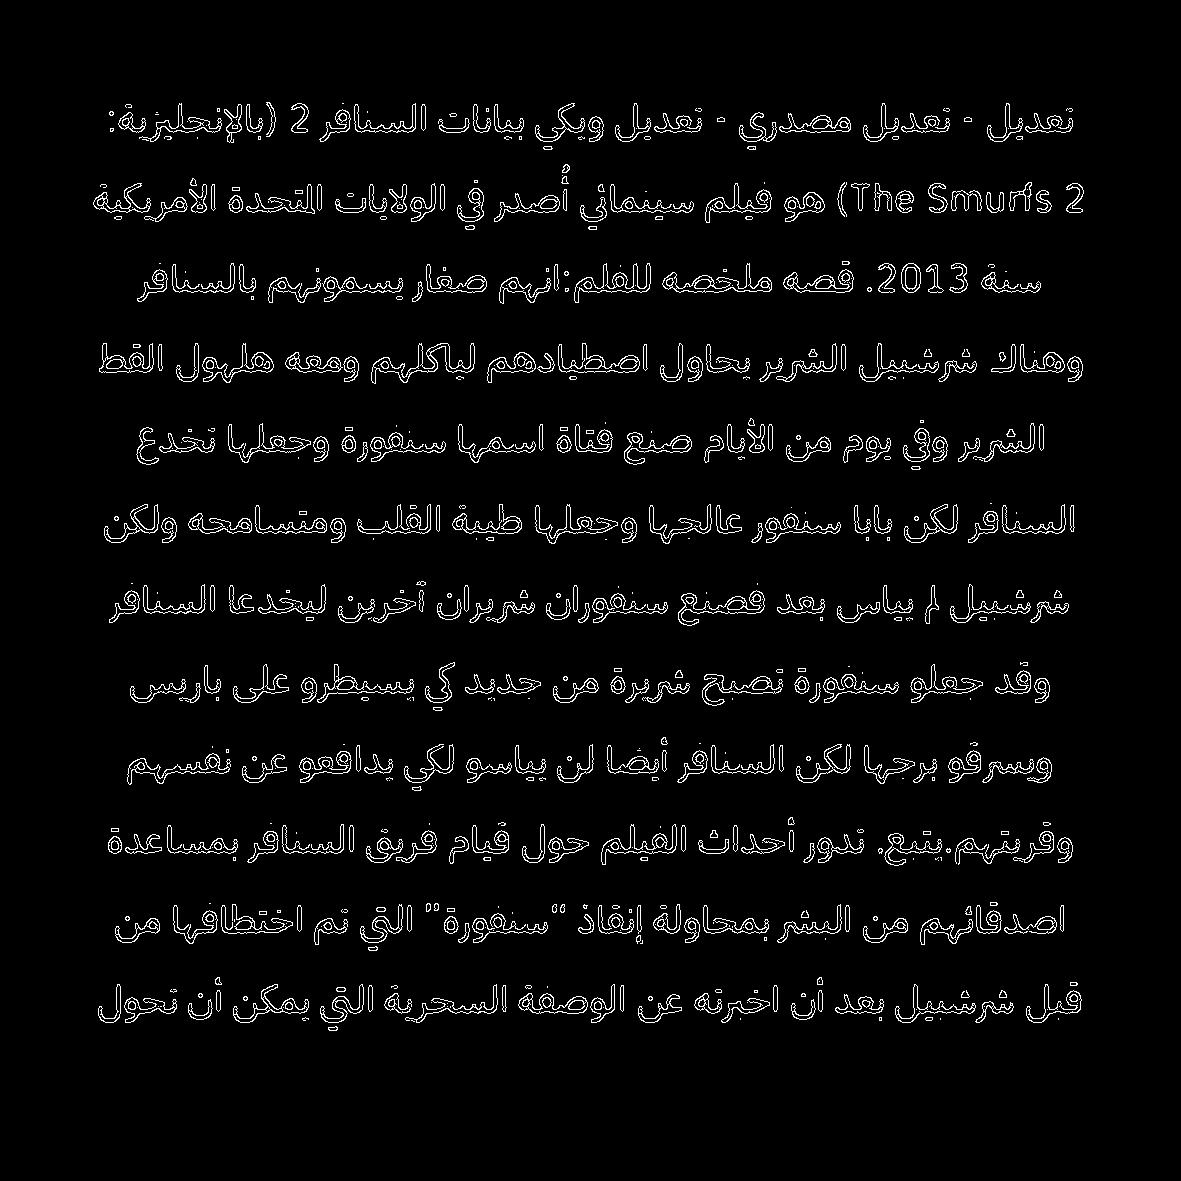 تعديل - تعديل مصدري - تعديل ويكي بيانات السنافر 2 (بالإنجليزية:
The Smurfs 2) هو فيلم سينمائي أُصدر في الولايات المتحدة الأمريكية
سنة 2013. قصه ملخصه للفلم:انهم صغار يسمونهم بالسنافر
وهناك شرشبيل الشرير يحاول اصطيادهم لياكلهم ومعه هلهول القط
الشرير وفي يوم من الأيام صنع فتاة اسمها سنفورة وجعلها تخدع
السنافر لكن بابا سنفور عالجها وجعلها طيبة القلب ومتسامحه ولكن
شرشبيل لم يياس بعد فصنع سنفوران شريران آخرين ليخدعا السنافر
وقد جعلو سنفورة تصبح شريرة من جديد كي يسيطرو على باريس
ويسرقو برجها لكن السنافر أيضا لن يياسو لكي يدافعو عن نفسهم
وقريتهم.يتبع. تدور أحداث الفيلم حول قيام فريق السنافر بمساعدة
اصدقائهم من البشر بمحاولة إنقاذ “سنفورة” التي تم اختطافها من
قبل شرشبيل بعد أن اخبرته عن الوصفة السحرية التي يمكن أن تحول